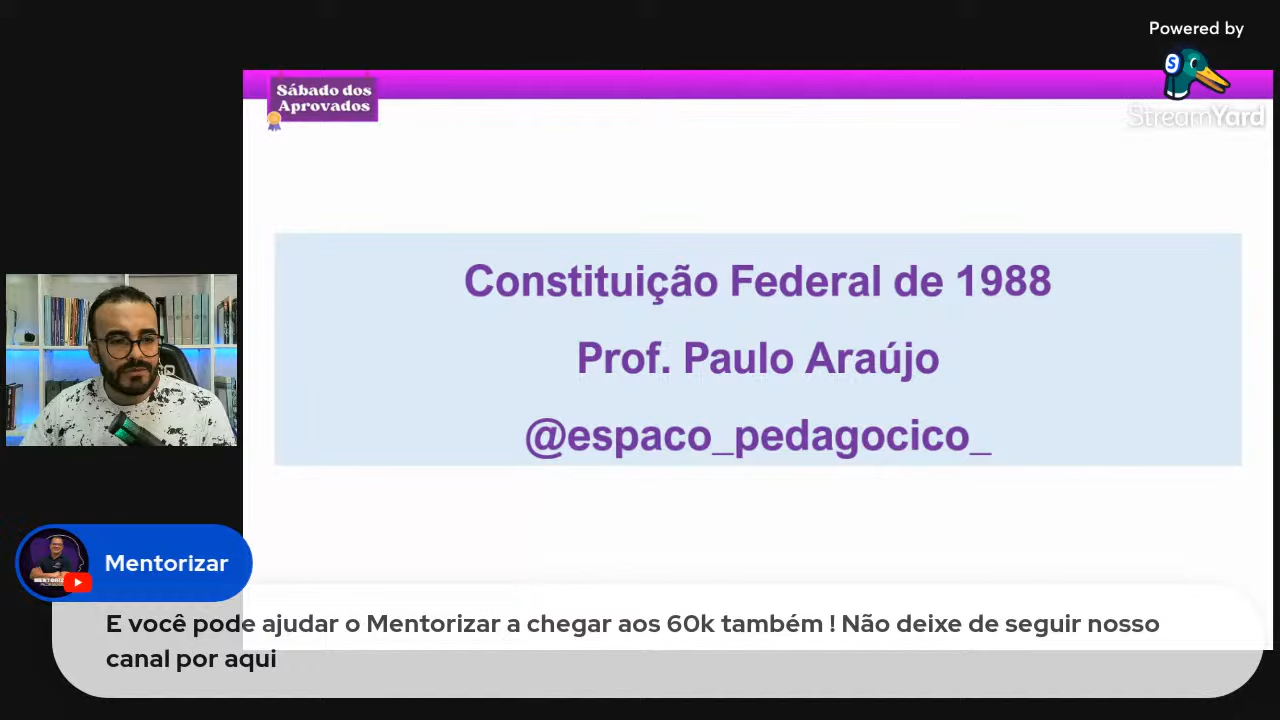 Powered by
StreamYard
Sábado dos
Aprovados
Constituição Federal de 1988
Prof. Paulo Araújo
@espaco_pedagocico_
Mentorizar
E você pode ajudar o Mentorizar a chegar aos 60k também ! Não deixe de seguir nosso
canal por aqui